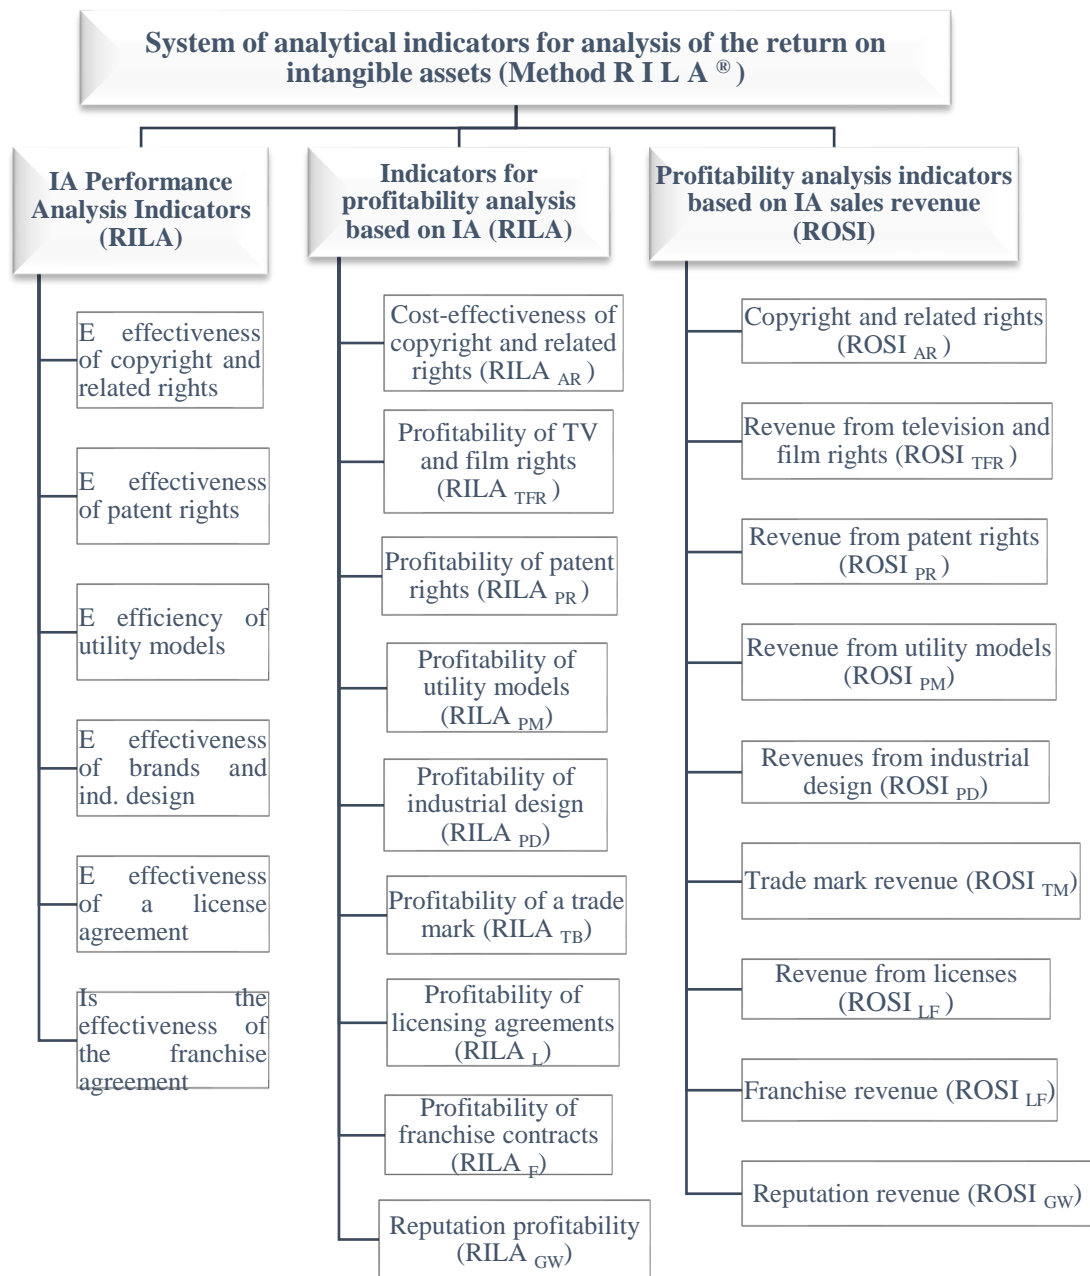 System of analytical indicators for analysis of the return on
intangible assets (Method R I L A ®)
IA Performance
Analysis Indicators
(RILA)
E effectiveness
of copyright and
related rights
E effectiveness
of patent rights
E efficiency of
utility models
E effectiveness
of brands and
ind. design
E effectiveness
of a license
agreement
Is the
effectiveness of
the franchise
agreement
Indicators for
profitability analysis
based on IA (RILA)
Cost-effectiveness of
copyright and related
rights (RILA AR )
Profitability of TV
and film rights
(RILA TFR )
Profitability of patent
rights (RILA PR )
Profitability of
utility models
(RILA PM)
Profitability of
industrial design
(RILA PD)
Profitability of a trade
mark (RILA TB)
Profitability of
licensing agreements
(RILA L)
Profitability of
franchise contracts
(RILA F)
Reputation profitability
(RILA GW)
Profitability analysis indicators
based on IA sales revenue
(ROSI)
Copyright and related rights
(ROSI AR )
Revenue from television and
film rights (ROSI TFR )
Revenue from patent rights
(ROSI PR )
Revenue from utility models
(ROSI PM)
Revenues from industrial
design (ROSI PD)
Trade mark revenue (ROSI TM)
Revenue from licenses
(ROSI LF )
Franchise revenue (ROSI LF)
Reputation revenue (ROSI GW)